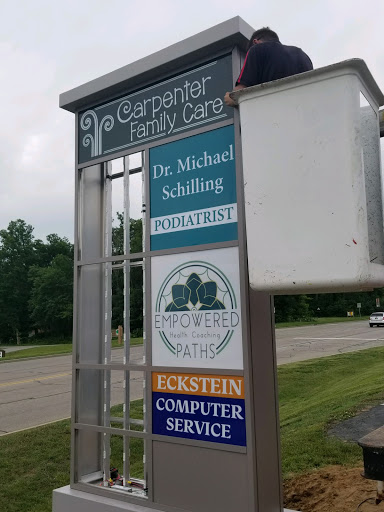 Carpenter
Family Care
Dr. Michael
Schilling
PODIATRIST
EMPOWERED
Health Coaching
PATHS
ECKSTEIN
COMPUTER
SERVICE